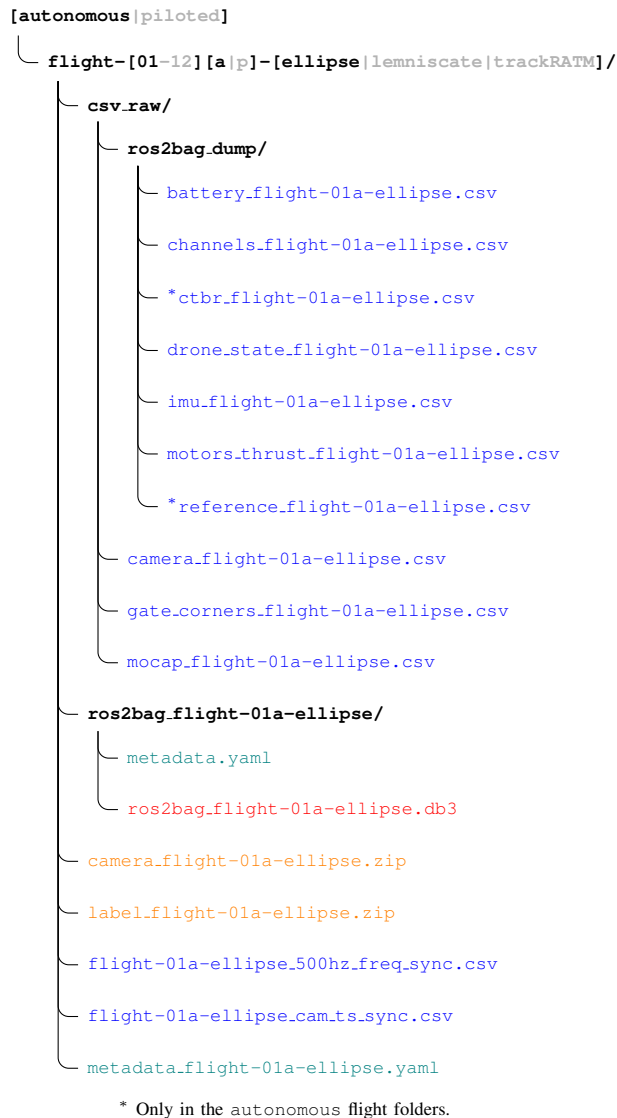 [autonomous|piloted]
flight-[01-12][a|p]-[ellipse|lemniscate|trackRATM]/
csv_raw/
ros2bag_dump/
battery_flight-01a-ellipse.csv
channels_flight-01a-ellipse.csv
*ctbr_flight-01a-ellipse.csv
drone_state_flight-01a-ellipse.csv
imu_flight-01a-ellipse.csv
motors_thrust_flight-01a-ellipse.csv
*reference_flight-01a-ellipse.csv
camera_flight-01a-ellipse.csv
gate_corners_flight-01a-ellipse.csv
mocap_flight-01a-ellipse.csv
ros2bag_flight-01a-ellipse/
metadata.yaml
ros2bag_flight-01a-ellipse.db3
camera_flight-01a-ellipse.zip
label_flight-01a-ellipse.zip
flight-01a-ellipse_500hz_freq_sync.csv
flight-01a-ellipse_cam_ts_sync.csv
metadata_flight-01a-ellipse.yaml
* Only in the autonomous flight folders.